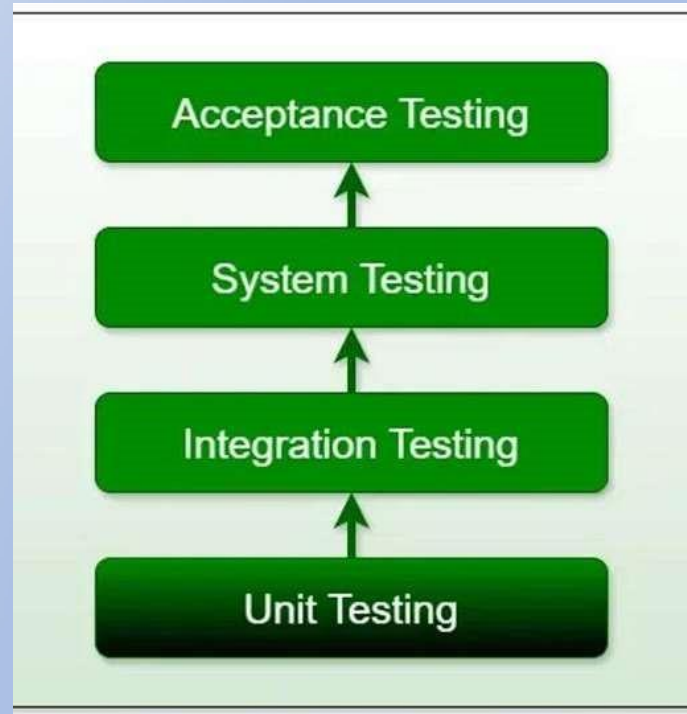 Acceptance Testing
System Testing
Integration Testing
Unit Testing